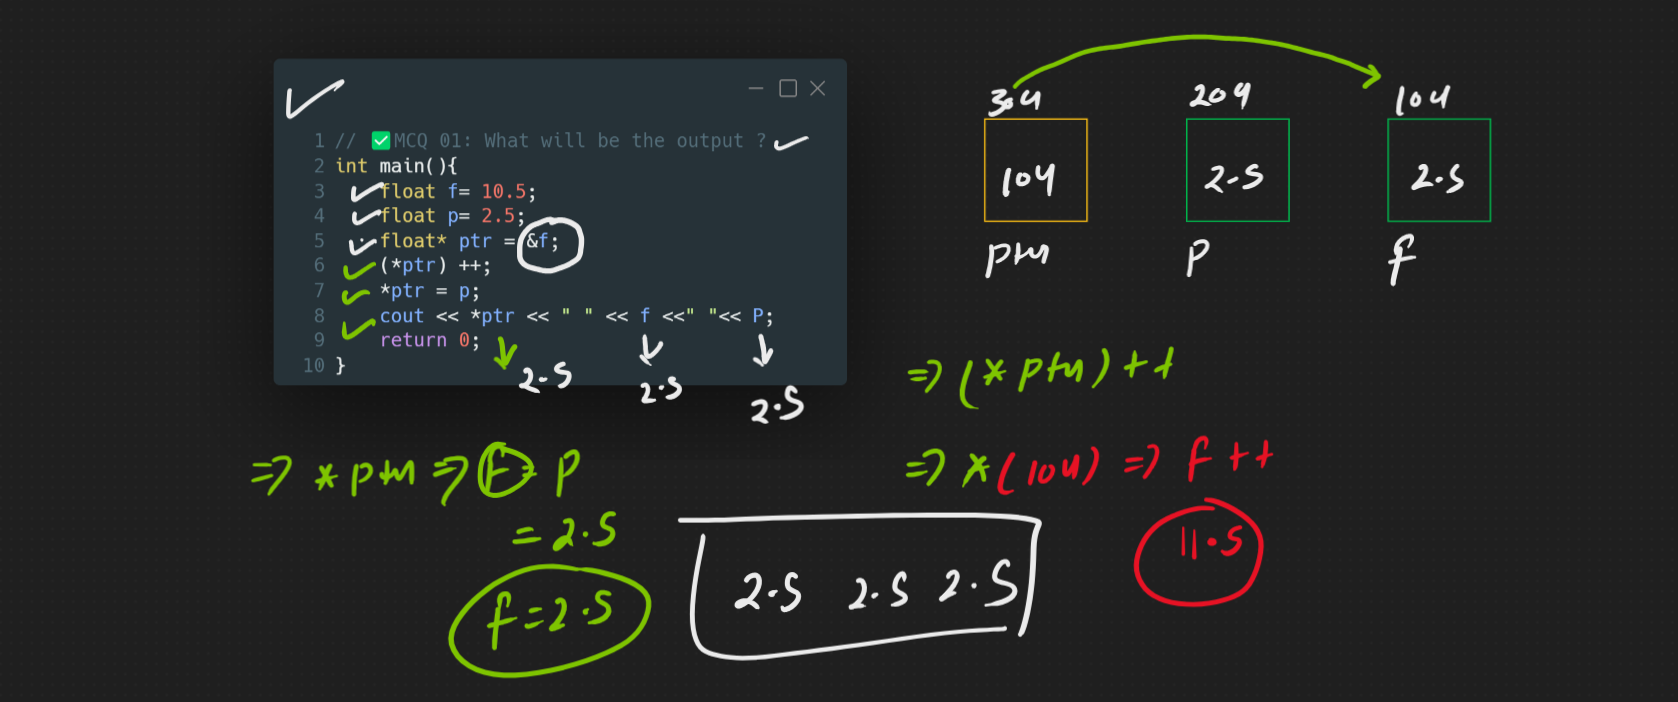 1 // ✅MCQ 01: What will be the output ?
2 int main(){
3 float f= 10.5;
4 float p= 2.5;
5 float* ptr = &f;
6 (*ptr) ++;
7 *ptr = p;
8 cout << *ptr << " " << f <<" "<< P;
9 return 0;
10 }
2.5
2.5
2.5
304 204 104
104 2.5 2.5
ptr p f
=> (* ptr) ++
=> *(104) => f ++
11.5
=> * ptr => f = p
= 2.5
f = 2.5
2.5 2.5 2.5